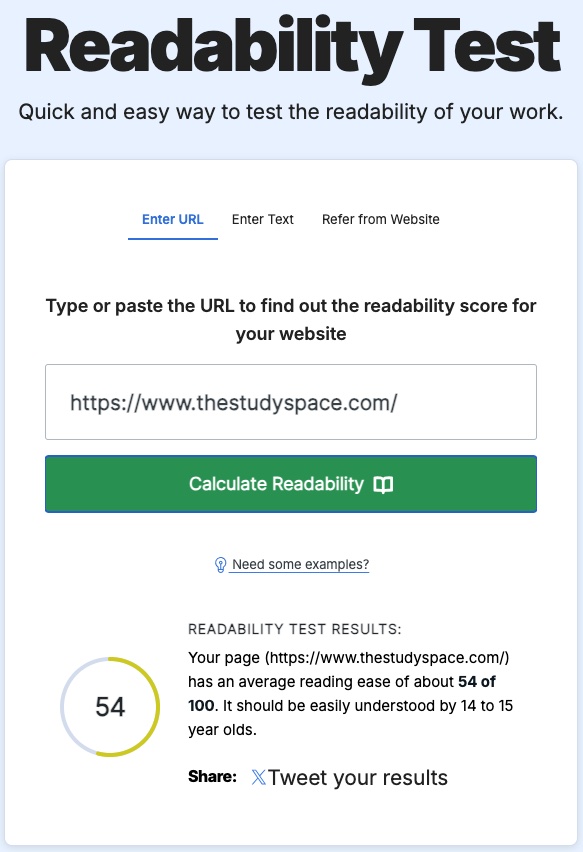 Readability Test
Quick and easy way to test the readability of your work.
Enter URL Enter Text Refer from Website
Type or paste the URL to find out the readability score for
your website
https://www.thestudyspace.com/
Calculate Readability
Need some examples?
READABILITY TEST RESULTS:
Your page (https://www.thestudyspace.com/)
has an average reading ease of about 54 of
100. It should be easily understood by 14 to 15
year olds.
54
Share: 𝕏Tweet your results